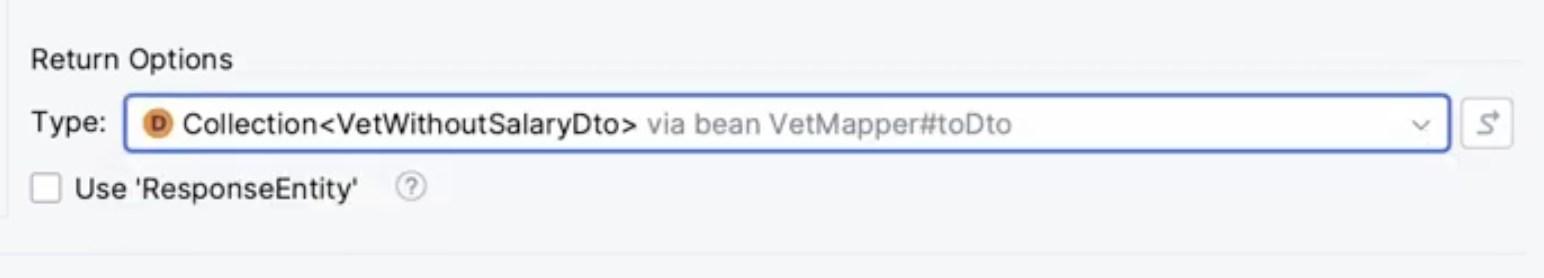 Return Options
Type: D Collection<VetWithoutSalaryDto> via bean VetMapper#toDto
Use 'ResponseEntity' ?